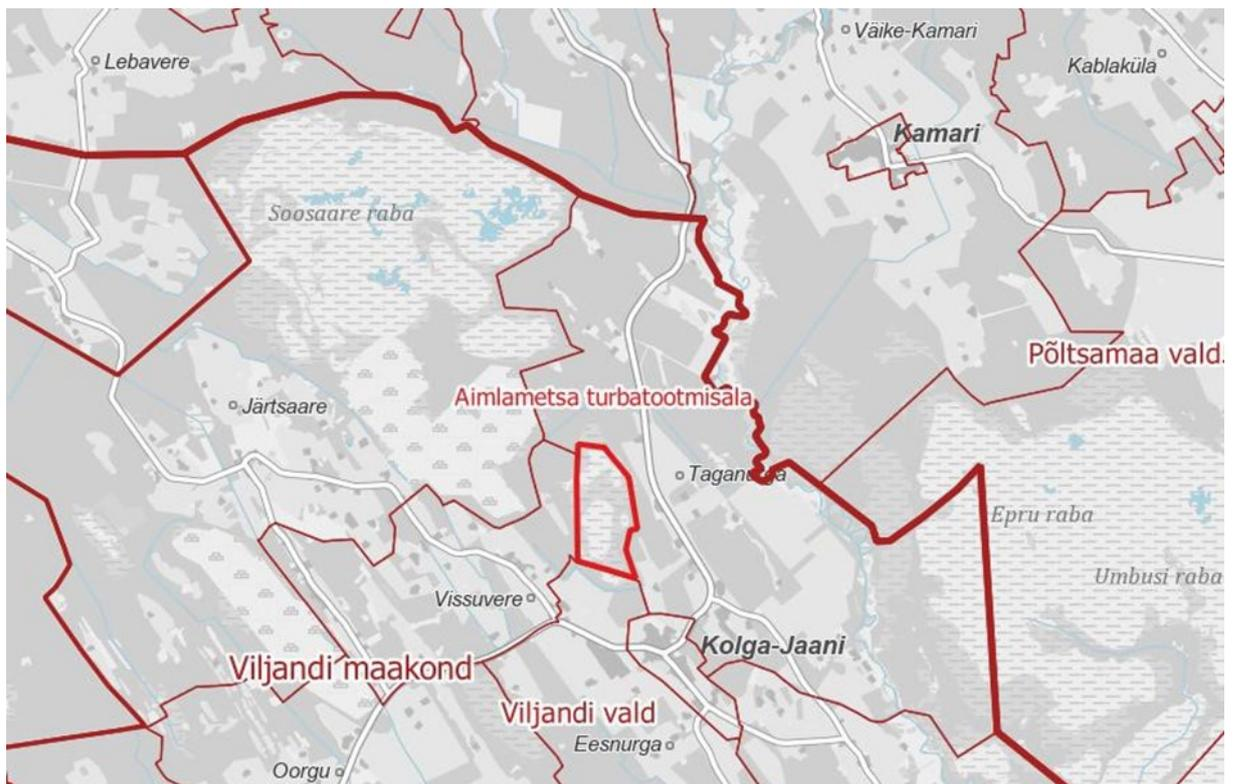 Väike-Kamari
Lebavere
Kablaküla
Kamari
Soosaare raba
Põltsamaa vald
Aimlametsa turbatootmisala
Järtsaare
Taganurga
Epru raba
Umbusi raba
Vissuvere
Kolga-Jaani
Viljandi maakond
Viljandi vald
Eesnurga
Oorgu